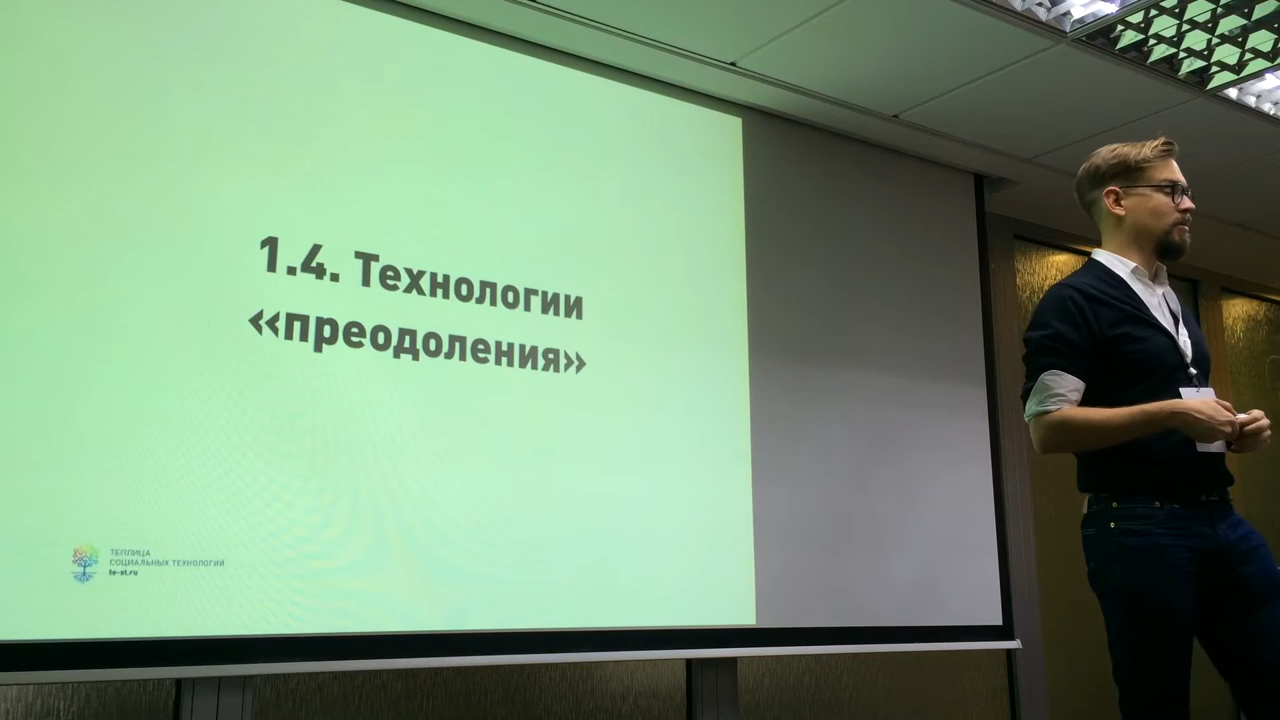 1.4. Технологии
«преодоления»
ТЕПЛИЦА
СОЦИАЛЬНЫХ ТЕХНОЛОГИЙ
te-st.ru